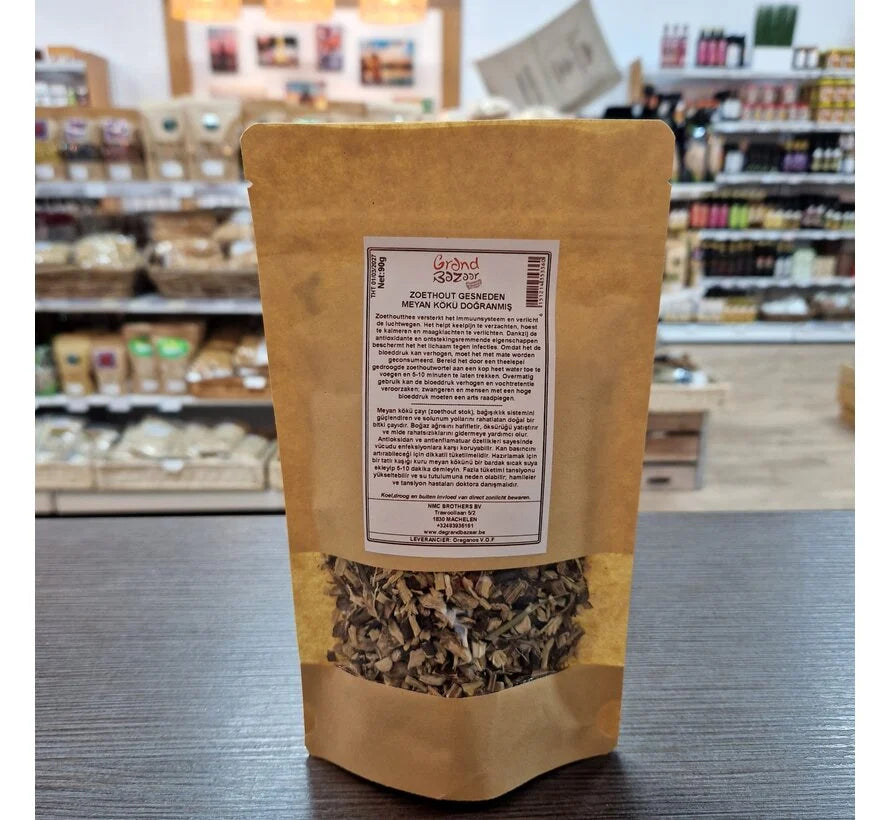 THT 01/03/2027
Net:90g
Grand
Bazaar
ZOETHOUT GESNEDEN
MEYAN KÖKÜ DOĞRANMIŞ
Zoethoutthee versterkt het immuunsysteem en verlicht
de luchtwegen. Het helpt keelpijn te verzachten, hoest
te kalmeren en maagklachten te verlichten. Dankzij de
antioxidante en ontstekingsremmende eigenschappen
beschermt het het lichaam tegen infecties. Omdat het de
bloeddruk kan verhogen, moet het met mate worden
geconsumeerd. Bereid het door een theelepel
gedroogde zoethoutwortel aan een kop heet water toe te
voegen en 5-10 minuten te laten trekken. Overmatig
gebruik kan de bloeddruk verhogen en vochtretentie
veroorzaken; zwangeren en mensen met een hoge
bloeddruk moeten een arts raadplegen.
Meyan kökü çayı (zoethout stok), bağışıklık sistemini
güçlendiren ve solunum yollarını rahatlatan doğal bir
bitki çayıdır. Boğaz ağrısını hafifletir, öksürüğü yatıştırır
ve mide rahatsızlıklarını gidermeye yardımcı olur.
Antioksidan ve antienflamatuar özellikleri sayesinde
vücudu enfeksiyonlara karşı koruyabilir. Kan basıncını
artırabileceği için dikkatli tüketilmelidir. Hazırlamak için
bir tatlı kaşığı kuru meyan kökünü bir bardak sıcak suya
ekleyip 5-10 dakika demleyin. Fazla tüketimi tansiyonu
yükseltebilir ve su tutulumuna neden olabilir; hamileler
ve tansiyon hastaları doktora danışmalıdır.
Koel,droog en buiten invloed van direct zonlicht bewaren.
NMC BROTHERS BV
Trawoollaan 5/2
1830 MACHELEN
+32493936161
www.degrandbazaar.be
LEVERANCIER: Oreganos V.O.F